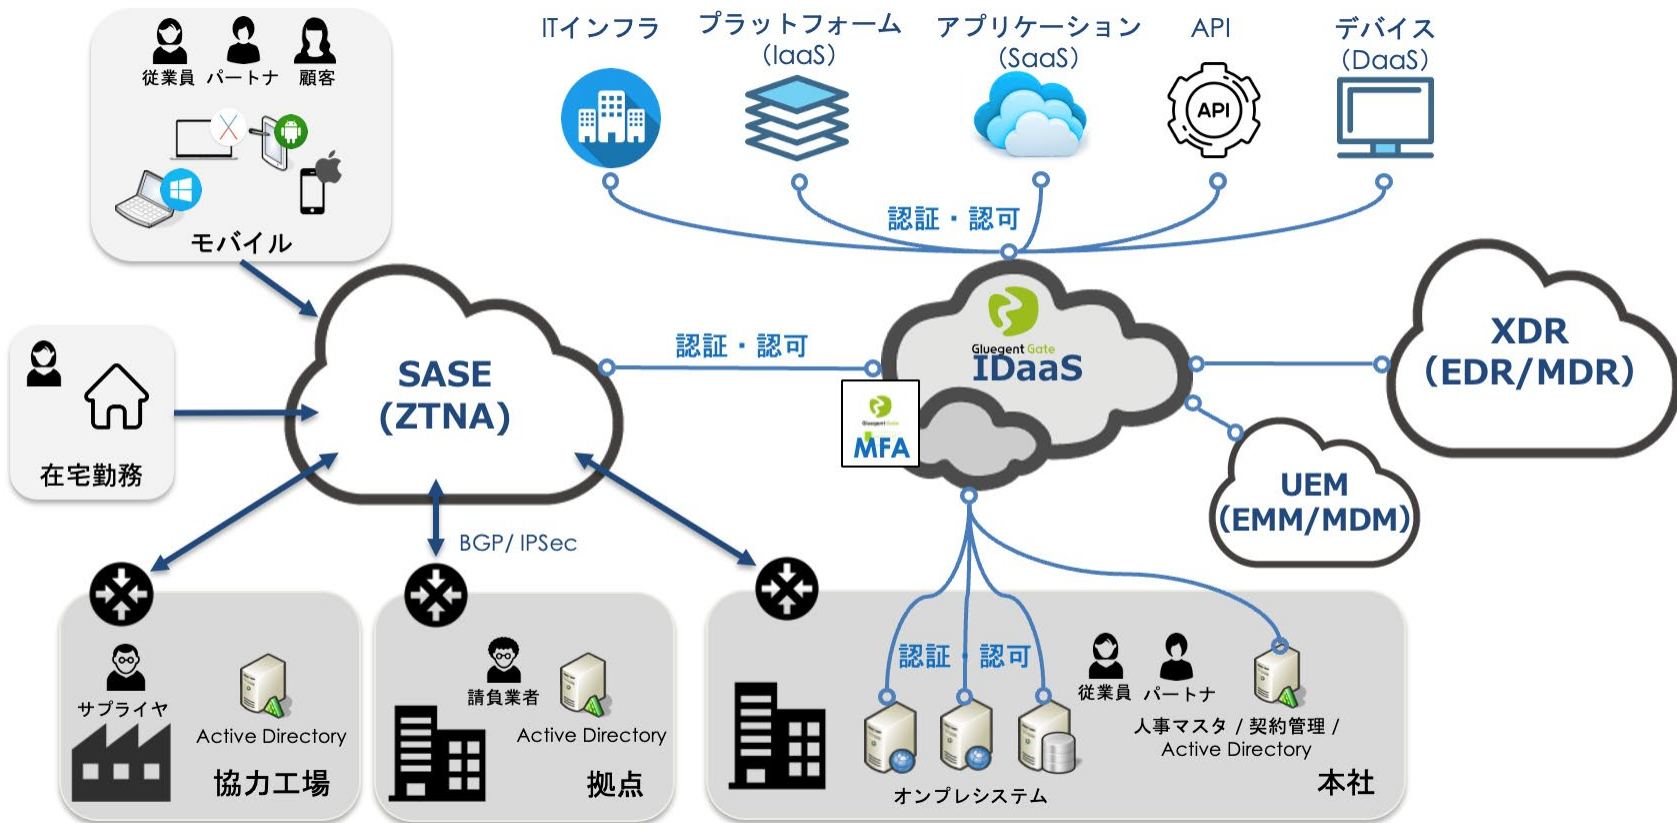 従業員 パートナ 顧客
モバイル
ITインフラ
プラットフォーム
(IaaS)
アプリケーション
(SaaS)
API
デバイス
(DaaS)
API
認証・認可
在宅勤務
SASE
(ZTNA)
認証・認可
Gluegent Gate
IDaaS
Gluegent Gate
MFA
XDR
(EDR/MDR)
UEM
(EMM/MDM)
BGP/ IPSec
サプライヤ
Active Directory
協力工場
請負業者
Active Directory
拠点
認証・認可
従業員 パートナ
人事マスタ / 契約管理 /
Active Directory
オンプレシステム
本社